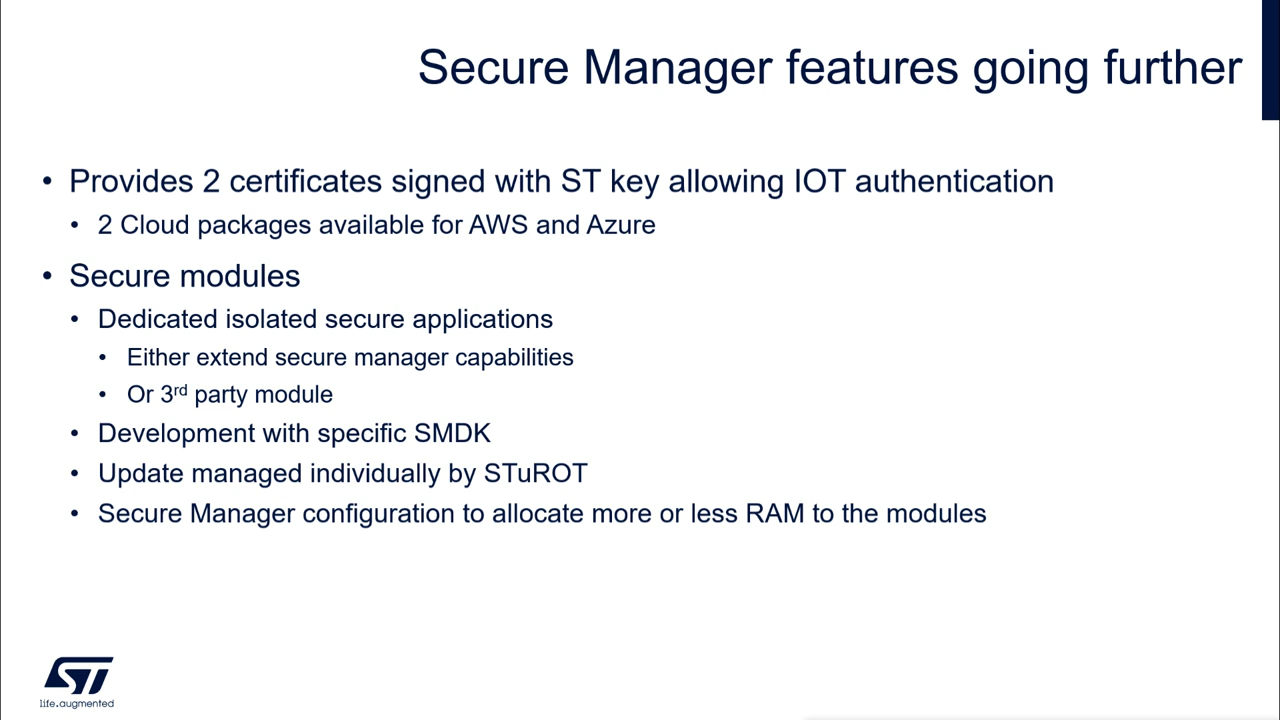 Secure Manager features going further
• Provides 2 certificates signed with ST key allowing IOT authentication
• 2 Cloud packages available for AWS and Azure
• Secure modules
• Dedicated isolated secure applications
• Either extend secure manager capabilities
• Or 3rd party module
• Development with specific SMDK
• Update managed individually by STuROT
• Secure Manager configuration to allocate more or less RAM to the modules
ST
life.augmented